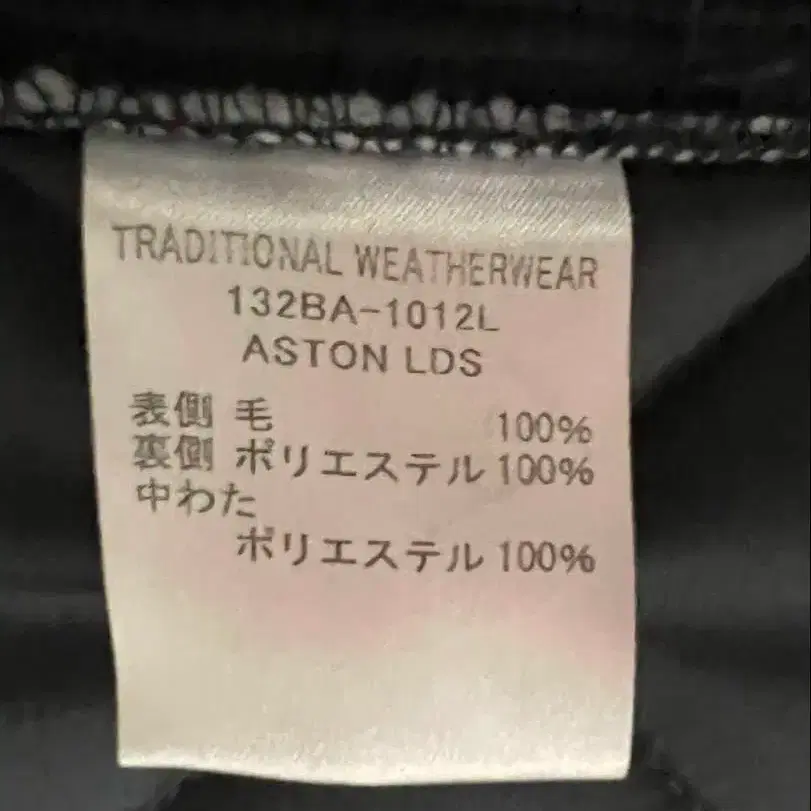 TRADITIONAL WEATHERWEAR
132BA-1012L
ASTON LDS
表側 毛 100%
裏側 ポリエステル 100%
中わた
ポリエステル 100%